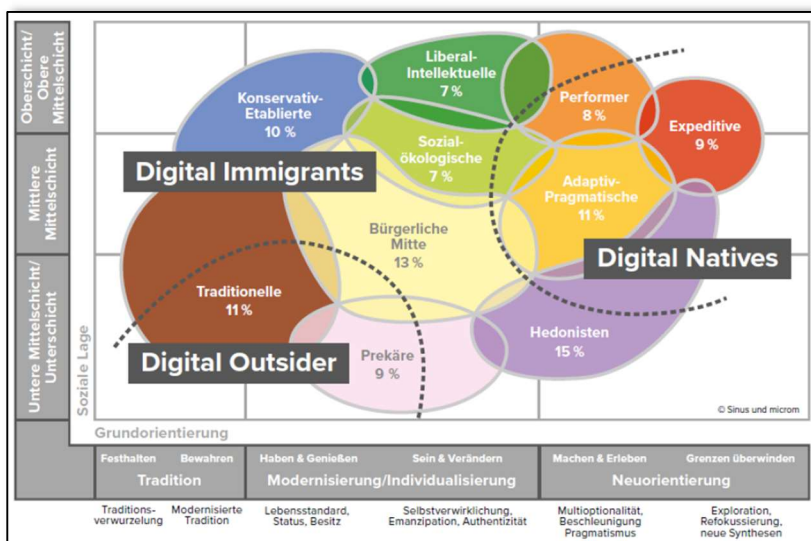 Oberschicht/
Obere
Mittelschicht
Mittlere
Mittelschicht
Untere Mittelschicht/
Unterschicht
Soziale Lage
Konservativ-
Etablierte
10 %
Liberal-
Intellektuelle
7 %
Performer
8 %
Expeditive
9 %
Sozial-
ökologische
7 %
Adaptiv-
Pragmatische
11 %
Digital Immigrants
Bürgerliche
Mitte
13 %
Digital Natives
Traditionelle
11 %
Hedonisten
15 %
Digital Outsider
Prekäre
9 %
© Sinus und microm
Grundorientierung
Festhalten
Bewahren
Haben & Genießen
Sein & Verändern
Machen & Erleben
Grenzen überwinden
Tradition
Modernisierung/Individualisierung
Neuorientierung
Traditions-
verwurzelung
Modernisierte
Tradition
Lebensstandard,
Status, Besitz
Selbstverwirklichung,
Emanzipation, Authentizität
Multioptionalität,
Beschleunigung
Pragmatismus
Exploration,
Refokussierung,
neue Synthesen